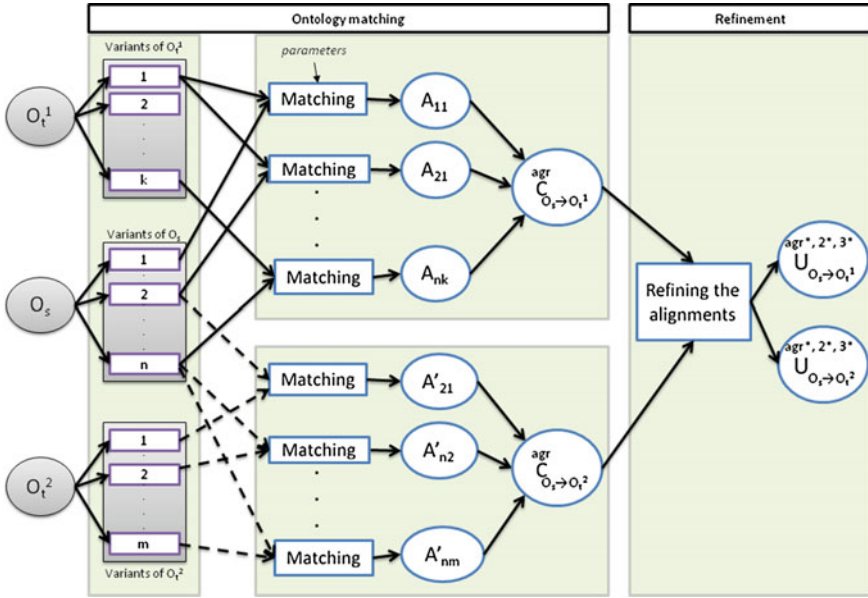 Ontology matching
Refinement
Variants of Oₜ¹
parameters
1
2
.
.
.
k
Oₜ¹
Matching
A₁₁
Matching
A₂₁
.
.
.
Matching
Aₙₖ
agr
C Oₛ→Oₜ¹
Variants of Oₛ
1
2
.
.
.
n
Oₛ
Refining the
alignments
agr*, 2*, 3*
U Oₛ→Oₜ¹
agr*, 2*, 3*
U Oₛ→Oₜ²
Matching
A'₂₁
Matching
A'ₙ₂
.
.
.
Matching
A'ₙₘ
agr
C Oₛ→Oₜ²
Oₜ²
1
2
.
.
.
m
Variants of Oₜ²